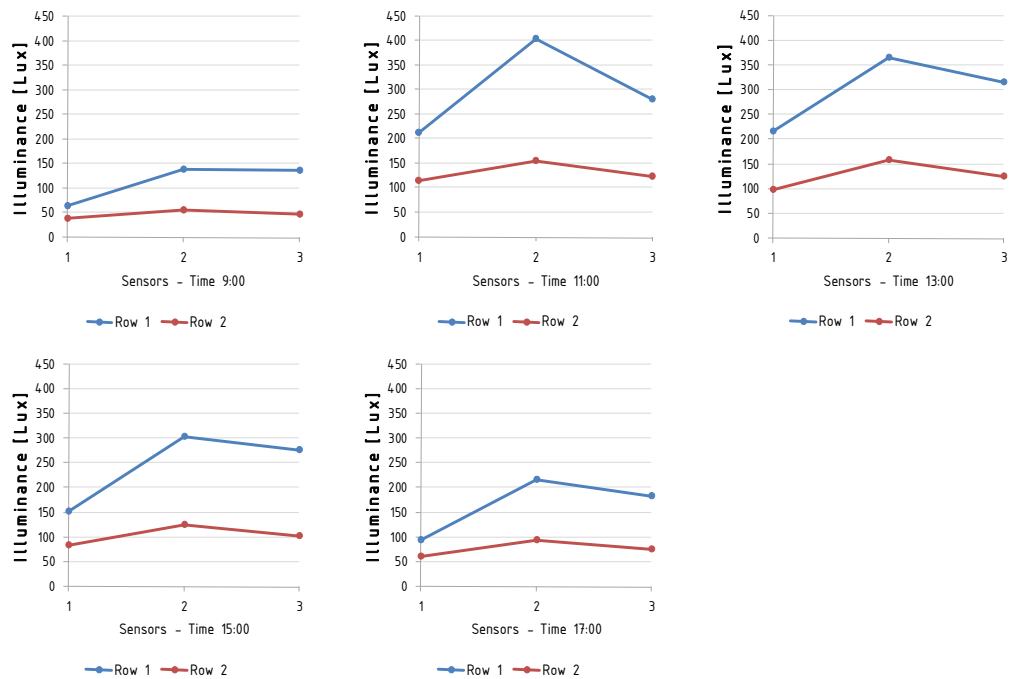 Illuminance [Lux]
450
400
350
300
250
200
150
100
50
0
1 2 3
Sensors - Time 9:00
Row 1 Row 2
Illuminance [Lux]
450
400
350
300
250
200
150
100
50
0
1 2 3
Sensors - Time 11:00
Row 1 Row 2
Illuminance [Lux]
450
400
350
300
250
200
150
100
50
0
1 2 3
Sensors - Time 13:00
Row 1 Row 2
Illuminance [Lux]
450
400
350
300
250
200
150
100
50
0
1 2 3
Sensors - Time 15:00
Row 1 Row 2
Illuminance [Lux]
450
400
350
300
250
200
150
100
50
0
1 2 3
Sensors - Time 17:00
Row 1 Row 2